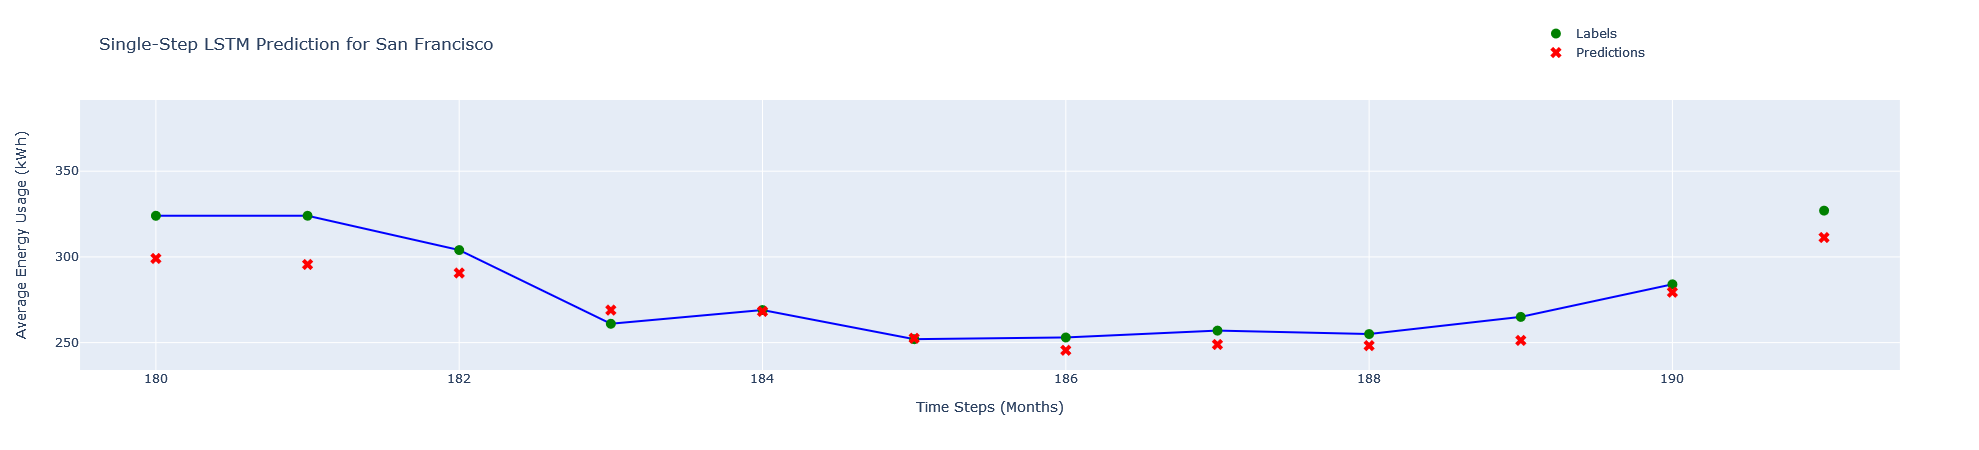 Single-Step LSTM Prediction for San Francisco
Labels
Predictions
Average Energy Usage (kWh)
350
300
250
180 182 184 186 188 190
Time Steps (Months)